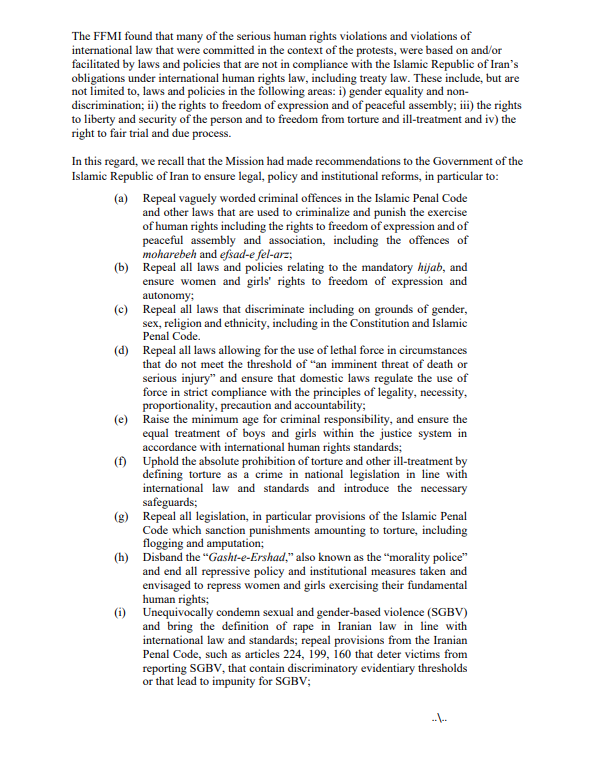 The FFMI found that many of the serious human rights violations and violations of
international law that were committed in the context of the protests, were based on and/or
facilitated by laws and policies that are not in compliance with the Islamic Republic of Iran's
obligations under international human rights law, including treaty law. These include, but are
not limited to, laws and policies in the following areas: i) gender equality and non-
discrimination; ii) the rights to freedom of expression and of peaceful assembly; iii) the rights
to liberty and security of the person and to freedom from torture and ill-treatment and iv) the
right to fair trial and due process.
In this regard, we recall that the Mission had made recommendations to the Government of the
Islamic Republic of Iran to ensure legal, policy and institutional reforms, in particular to:
(a) Repeal vaguely worded criminal offences in the Islamic Penal Code
and other laws that are used to criminalize and punish the exercise
of human rights including the rights to freedom of expression and of
peaceful assembly and association, including the offences of
moharebeh and efsad-e fel-arz;
(b) Repeal all laws and policies relating to the mandatory hijab, and
ensure women and girls' rights to freedom of expression and
autonomy;
(c) Repeal all laws that discriminate including on grounds of gender,
sex, religion and ethnicity, including in the Constitution and Islamic
Penal Code.
(d) Repeal all laws allowing for the use of lethal force in circumstances
that do not meet the threshold of “an imminent threat of death or
serious injury” and ensure that domestic laws regulate the use of
force in strict compliance with the principles of legality, necessity,
proportionality, precaution and accountability;
(e) Raise the minimum age for criminal responsibility, and ensure the
equal treatment of boys and girls within the justice system in
accordance with international human rights standards;
(f) Uphold the absolute prohibition of torture and other ill-treatment by
defining torture as a crime in national legislation in line with
international law and standards and introduce the necessary
safeguards;
(g) Repeal all legislation, in particular provisions of the Islamic Penal
Code which sanction punishments amounting to torture, including
flogging and amputation;
(h) Disband the “Gasht-e-Ershad,” also known as the “morality police”
and end all repressive policy and institutional measures taken and
envisaged to repress women and girls exercising their fundamental
human rights;
(i) Unequivocally condemn sexual and gender-based violence (SGBV)
and bring the definition of rape in Iranian law in line with
international law and standards; repeal provisions from the Iranian
Penal Code, such as articles 224, 199, 160 that deter victims from
reporting SGBV, that contain discriminatory evidentiary thresholds
or that lead to impunity for SGBV;
..\..